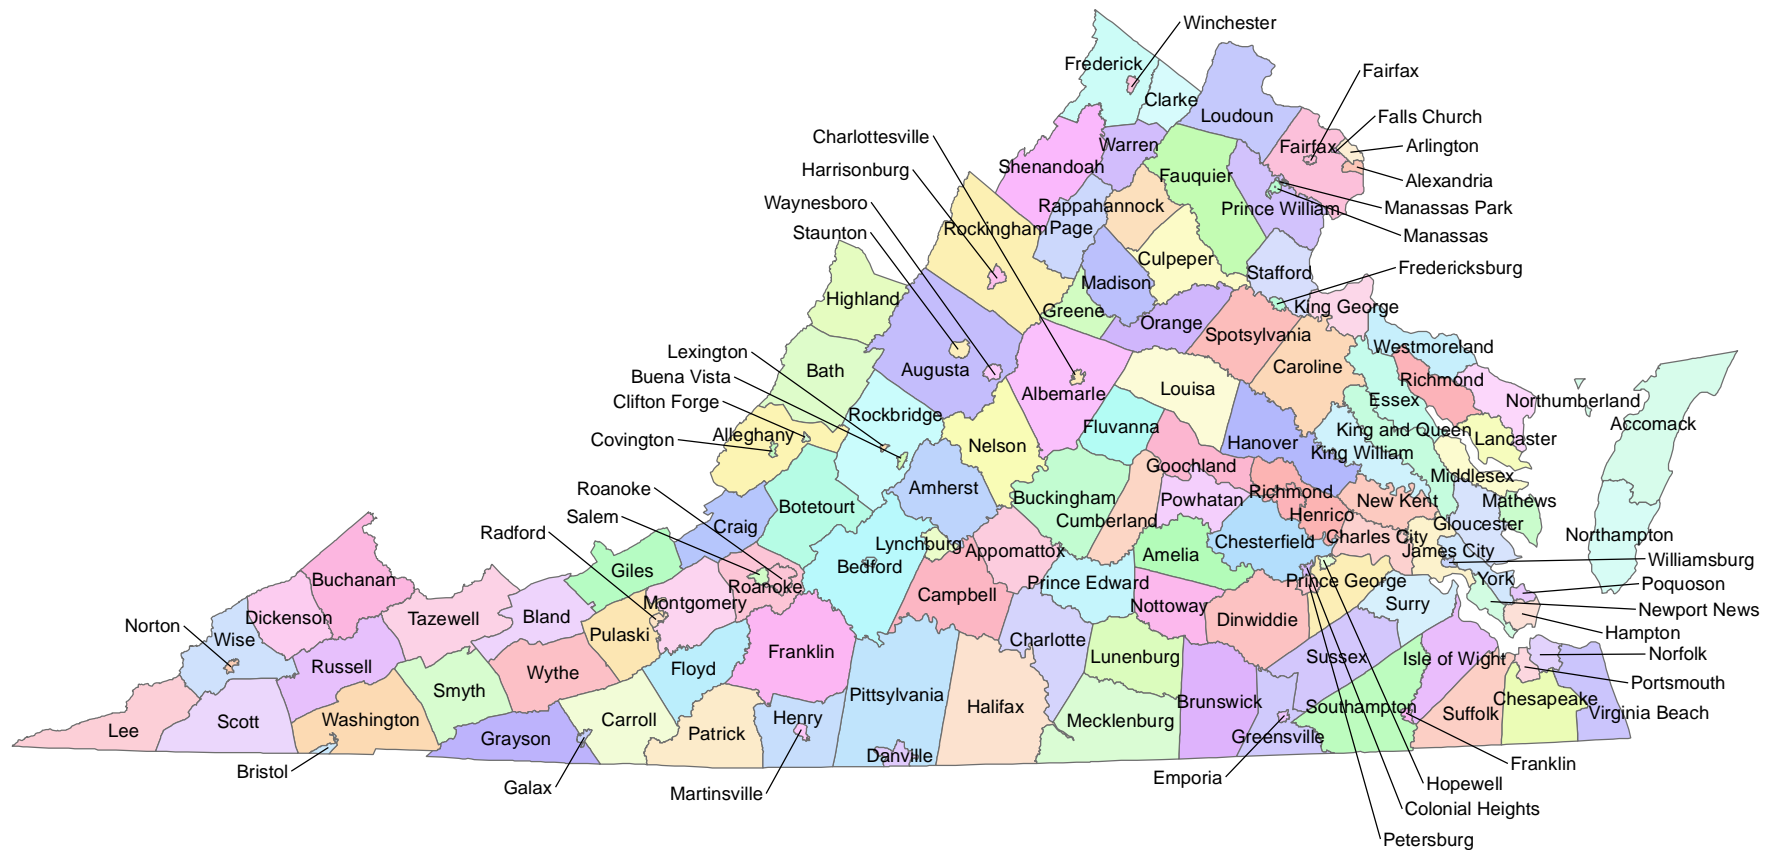 Winchester
Frederick
Fairfax
Clarke
Loudoun
Falls Church
Charlottesville
Warren
Fairfax
Arlington
Harrisonburg
Shenandoah
Fauquier
Alexandria
Waynesboro
Rappahannock
Prince William
Manassas Park
Staunton
Rockingham
Page
Manassas
Culpeper
Stafford
Fredericksburg
Highland
Madison
Greene
King George
Orange
Spotsylvania
Lexington
Westmoreland
Bath
Augusta
Caroline
Buena Vista
Albemarle
Louisa
Richmond
Clifton Forge
Rockbridge
Essex
Northumberland
Covington
Alleghany
Nelson
Fluvanna
Hanover
King and Queen
Lancaster
Accomack
King William
Roanoke
Amherst
Goochland
Middlesex
Salem
Botetourt
Buckingham
Powhatan
Richmond
New Kent
Mathews
Radford
Craig
Cumberland
Henrico
Gloucester
Northampton
Lynchburg
Appomattox
Amelia
Chesterfield
Charles City
James City
Williamsburg
Giles
Bedford
Buchanan
Roanoke
Prince Edward
Prince George
York
Poquoson
Dickenson
Tazewell
Bland
Montgomery
Campbell
Nottoway
Surry
Newport News
Norton
Wise
Pulaski
Charlotte
Dinwiddie
Hampton
Russell
Wythe
Floyd
Franklin
Lunenburg
Sussex
Isle of Wight
Norfolk
Smyth
Pittsylvania
Portsmouth
Lee
Scott
Washington
Carroll
Henry
Halifax
Mecklenburg
Brunswick
Southampton
Suffolk
Chesapeake
Virginia Beach
Grayson
Patrick
Danville
Greensville
Bristol
Galax
Martinsville
Emporia
Franklin
Hopewell
Colonial Heights
Petersburg